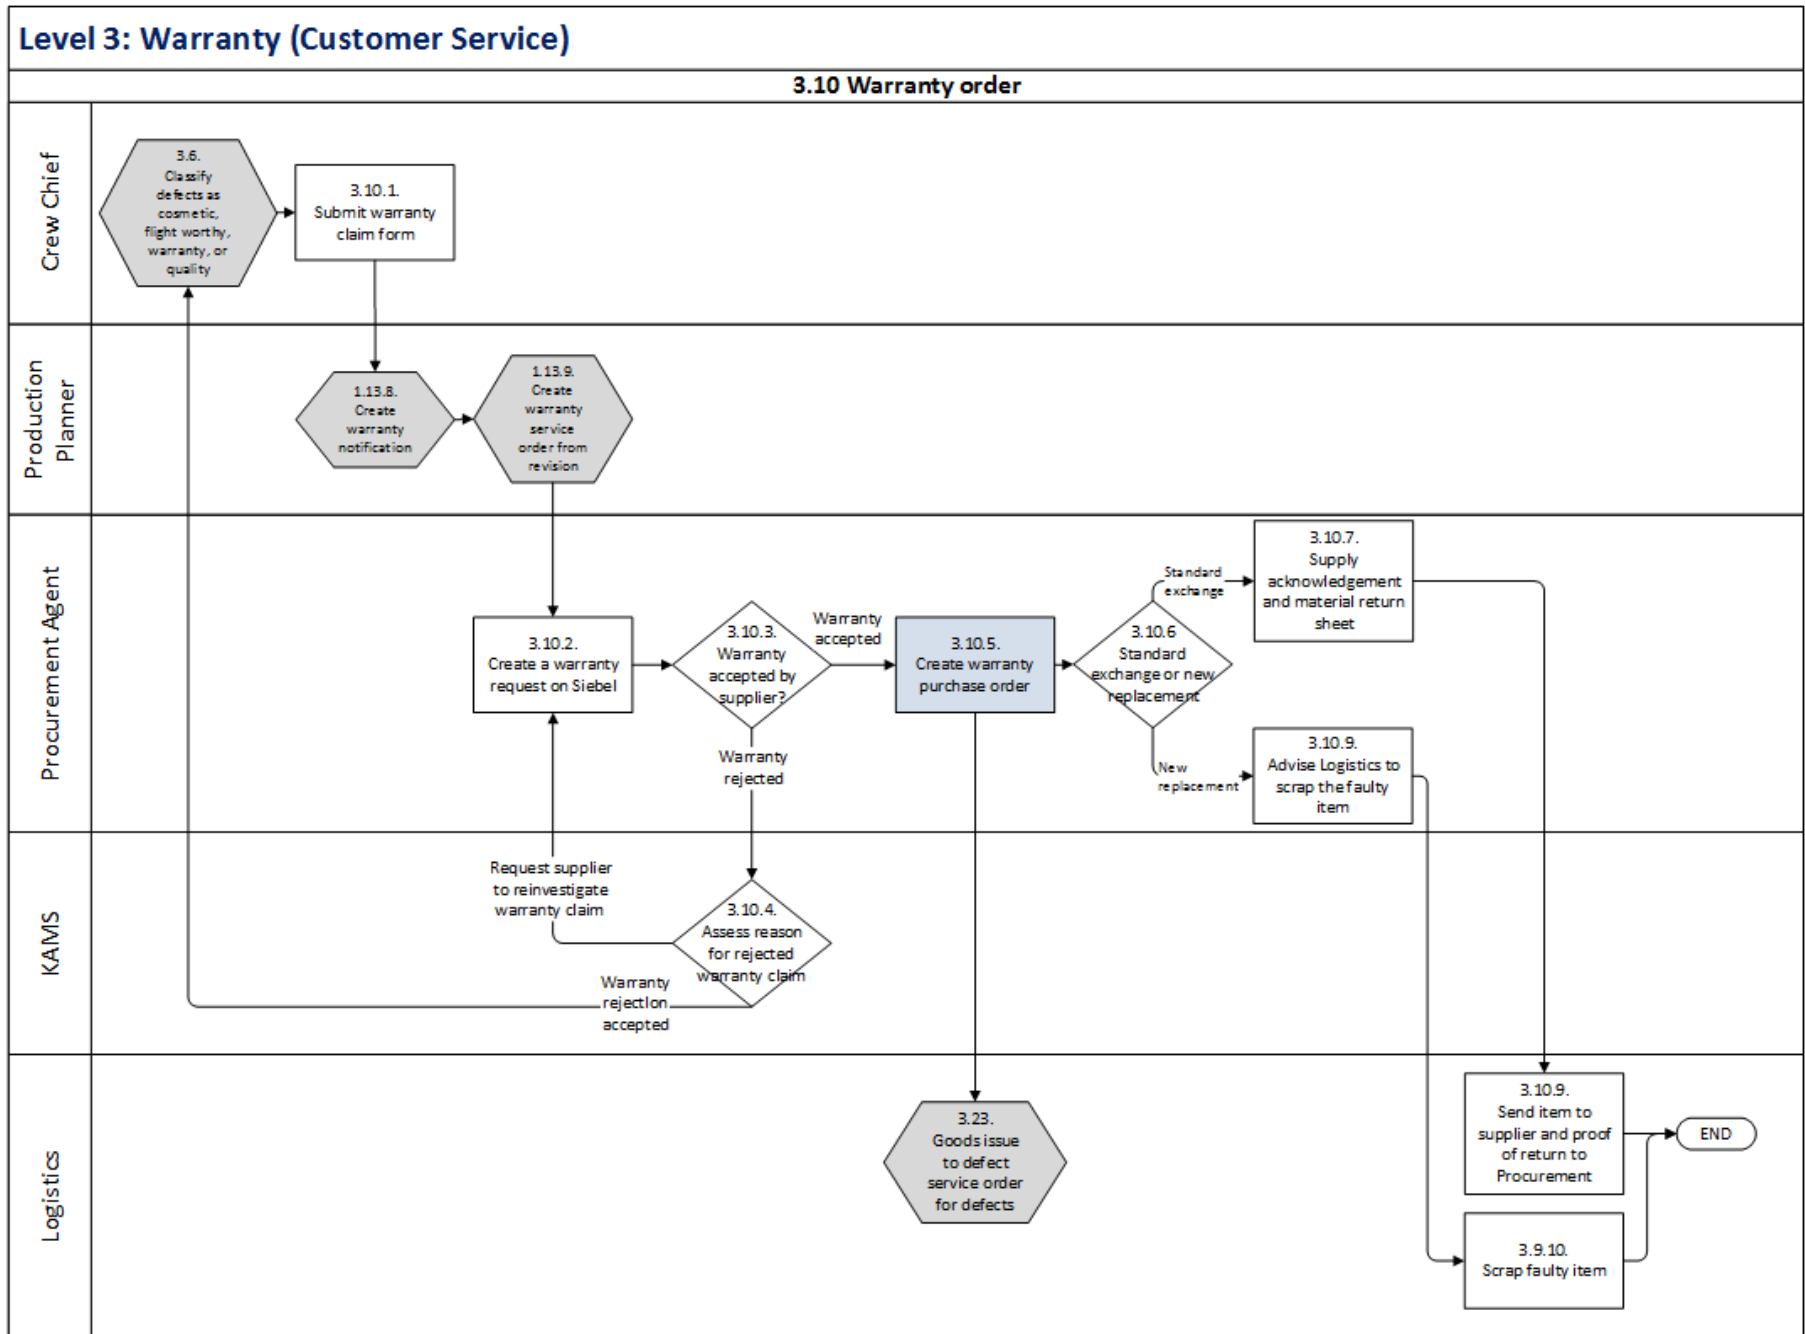 Level 3: Warranty (Customer Service)
3.10 Warranty order
Crew Chief
3.6.
Classify
defects as
cosmetic,
flight worthy,
warranty, or
quality
3.10.1.
Submit warranty
claim form
Production
Planner
1.13.8.
Create
warranty
notification
1.13.9.
Create
warranty
service
order from
revision
Procurement Agent
3.10.2.
Create a warranty
request on Siebel
3.10.3.
Warranty
accepted by
supplier?
Warranty
accepted
Warranty
rejected
3.10.5.
Create warranty
purchase order
3.10.6
Standard
exchange or new
replacement
Standard
exchange
New
replacement
3.10.7.
Supply
acknowledgement
and material return
sheet
3.10.9.
Advise Logistics to
scrap the faulty
item
KAMS
Request supplier
to reinvestigate
warranty claim
3.10.4.
Assess reason
for rejected
warranty claim
Warranty
rejection
accepted
Logistics
3.23.
Goods issue
to defect
service order
for defects
3.10.9.
Send item to
supplier and proof
of return to
Procurement
END
3.9.10.
Scrap faulty item